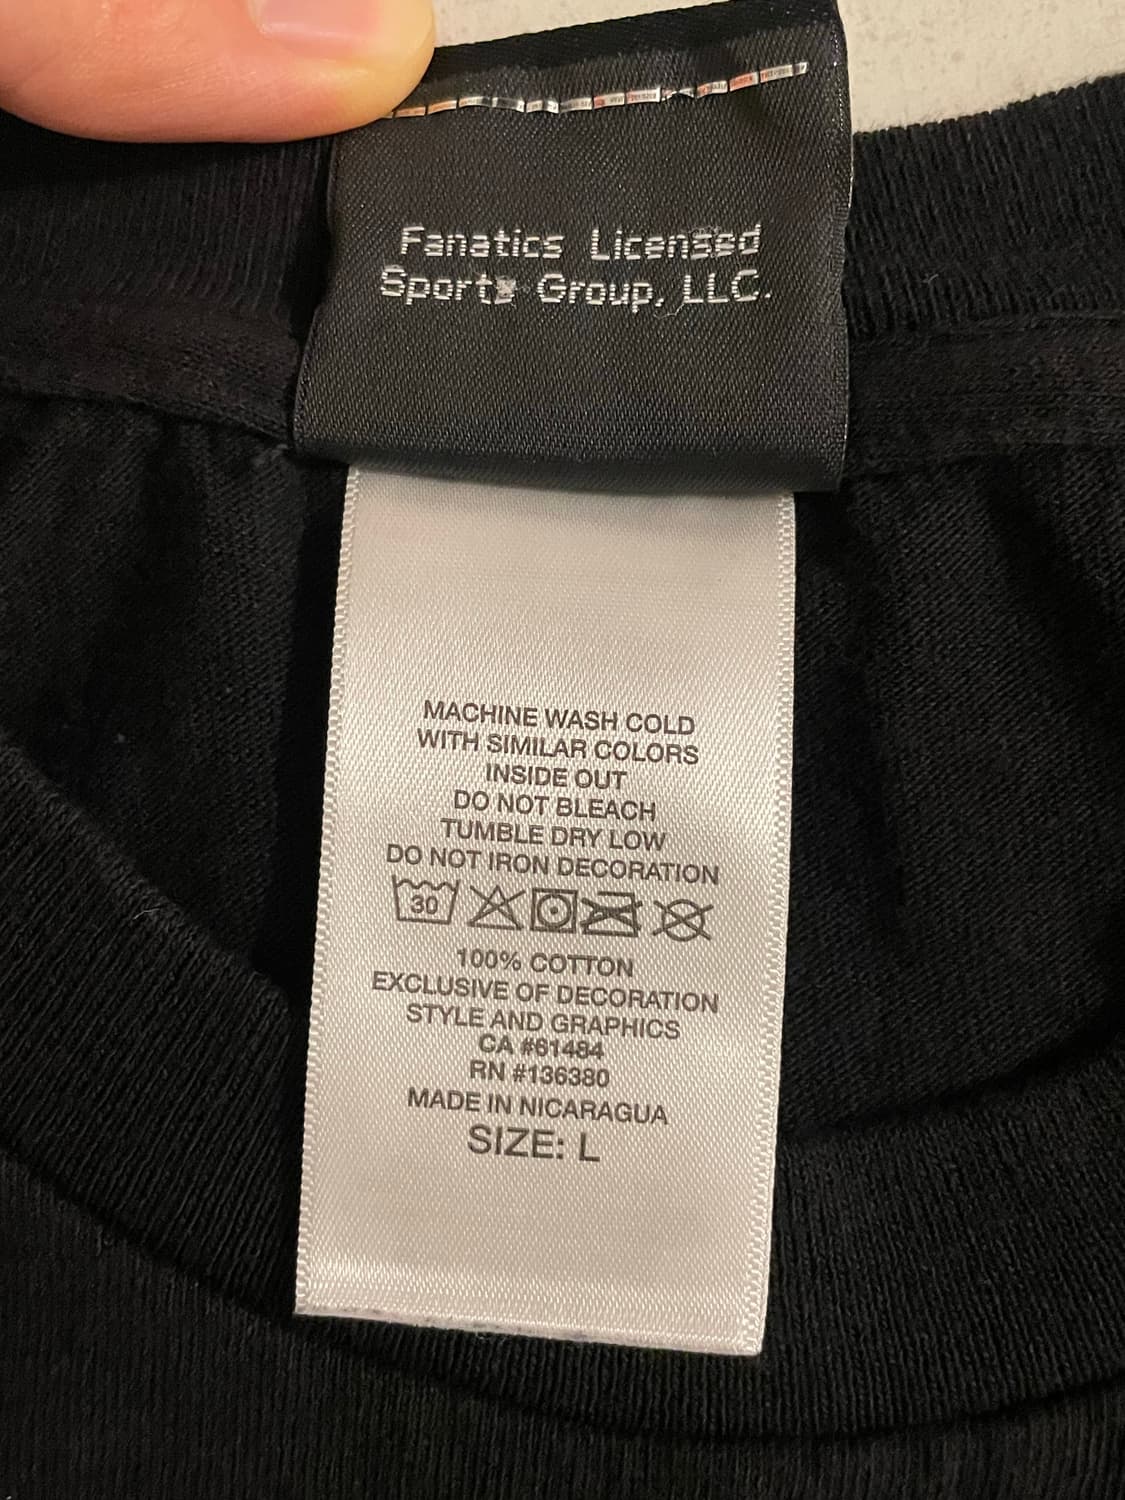 Fanatics Licensed
Sports Group, LLC.
MACHINE WASH COLD
WITH SIMILAR COLORS
INSIDE OUT
DO NOT BLEACH
TUMBLE DRY LOW
DO NOT IRON DECORATION
30
100% COTTON
EXCLUSIVE OF DECORATION
STYLE AND GRAPHICS
CA #61484
RN #136380
MADE IN NICARAGUA
SIZE: L